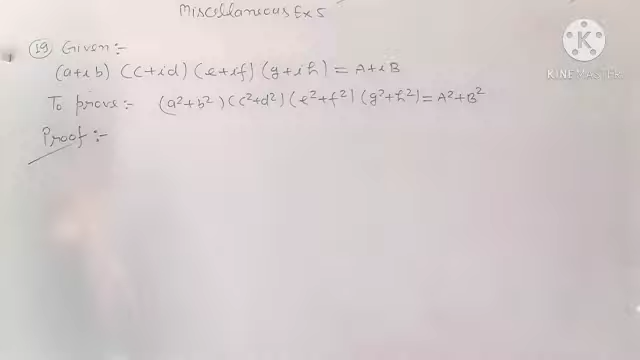 Miscellaneous Ex 5
(19) Given:-
(a+ib) (c+id) (e+if) (g+ih) = A+iB
To prove:- (a²+b²) (c²+d²) (e²+f²) (g²+h²) = A²+B²
Proof:-
KINEMASTER